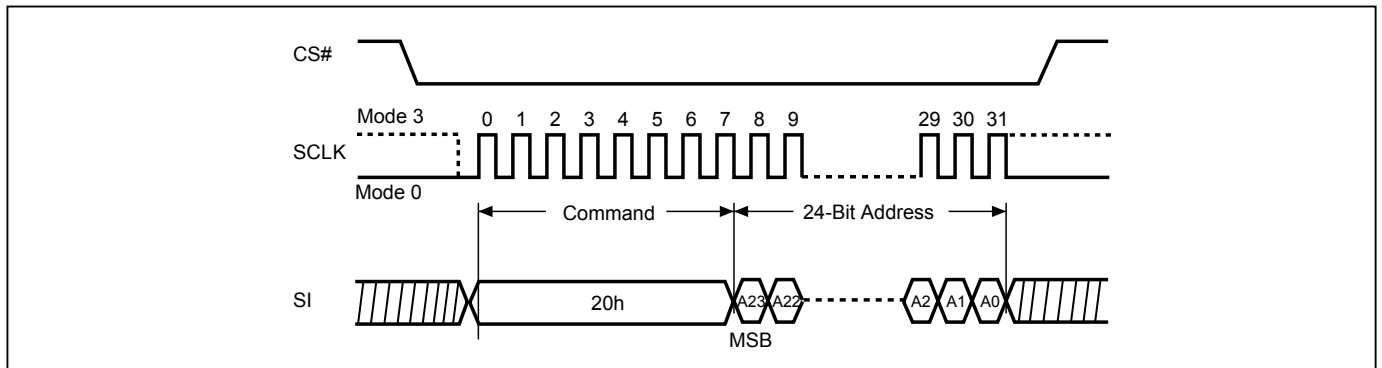 CS#
Mode 3
0 1 2 3 4 5 6 7 8 9 29 30 31
SCLK
Mode 0
Command 24-Bit Address
SI 20h A23 A22 A2 A1 A0
MSB